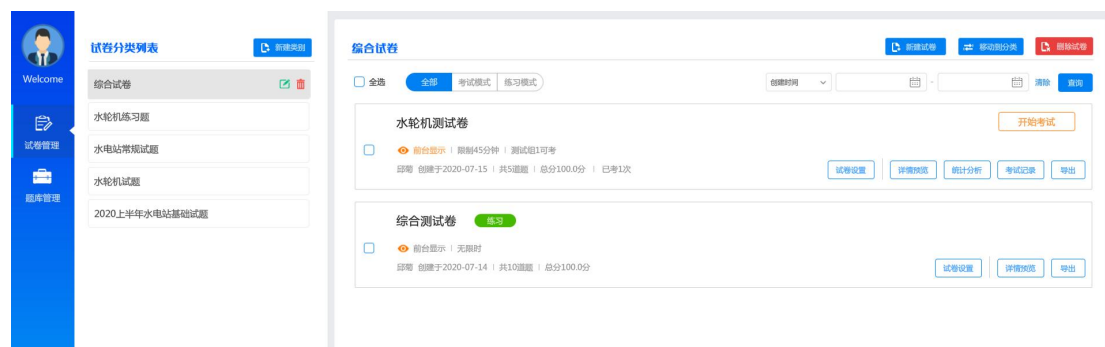 Welcome
试卷管理
题库管理
试卷分类列表
新建类别
综合试卷
水轮机练习题
水电站常规试题
水轮机试题
2020上半年水电站基础试题
综合试卷
新建试卷 移动到分类 删除试卷
全选 全部 考试模式 练习模式 创建时间 - 清除 查询
水轮机测试卷 开始考试
前台显示 | 限制45分钟 | 测试组1可考
邱菊 创建于2020-07-15 | 共5道题 | 总分100.0分 | 已考1次
试卷设置 详情预览 统计分析 考试记录 导出
综合测试卷 练习
前台显示 | 无限时
邱菊 创建于2020-07-14 | 共10道题 | 总分100.0分
试卷设置 详情预览 导出